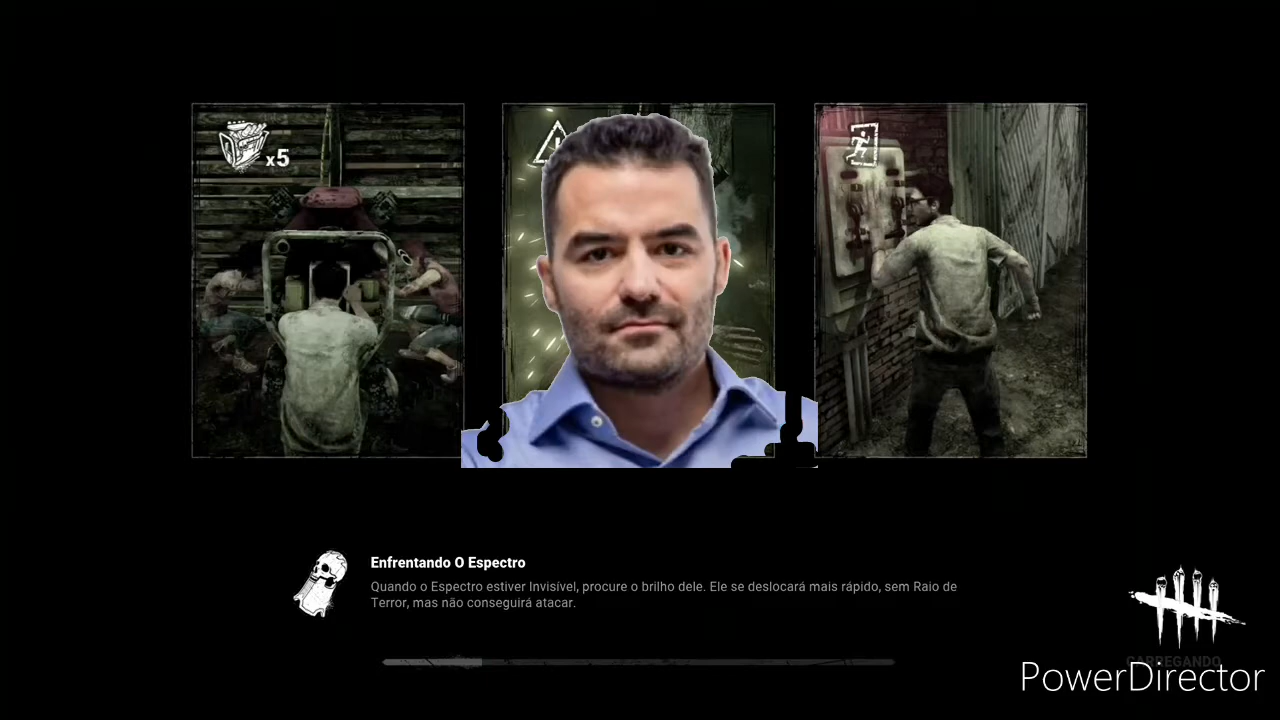 x5
Enfrentando O Espectro
Quando o Espectro estiver Invisível, procure o brilho dele. Ele se deslocará mais rápido, sem Raio de
Terror, mas não conseguirá atacar.
CARREGANDO
PowerDirector